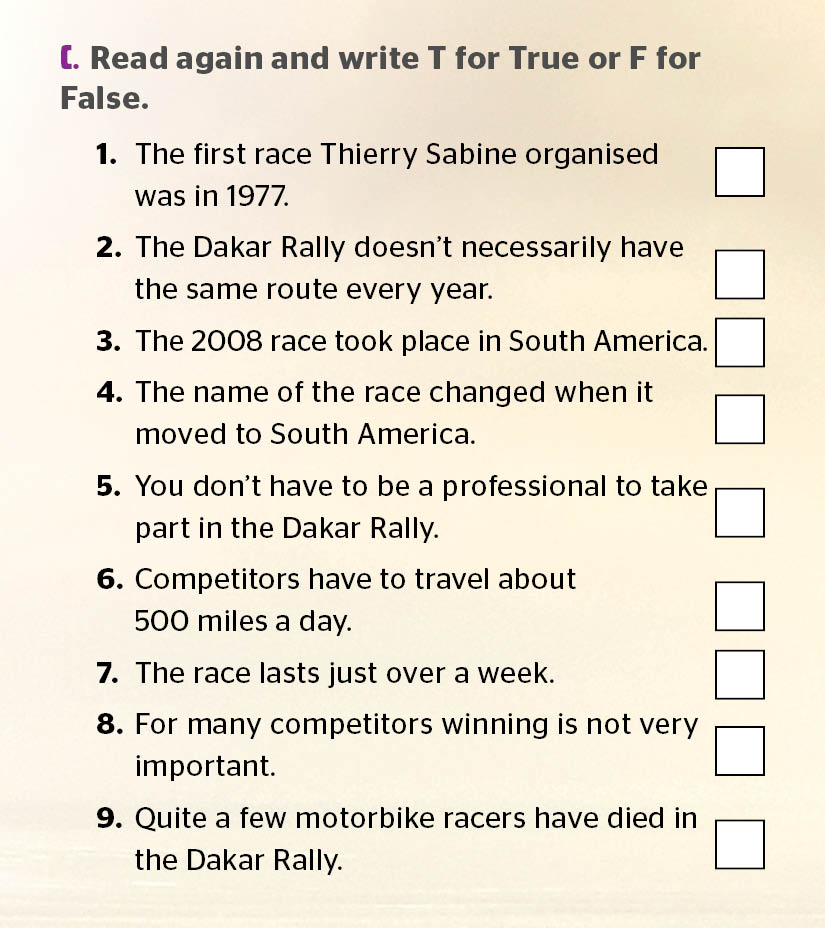 C. Read again and write T for True or F for
False.
1. The first race Thierry Sabine organised
was in 1977.
2. The Dakar Rally doesn't necessarily have
the same route every year.
3. The 2008 race took place in South America.
4. The name of the race changed when it
moved to South America.
5. You don't have to be a professional to take
part in the Dakar Rally.
6. Competitors have to travel about
500 miles a day.
7. The race lasts just over a week.
8. For many competitors winning is not very
important.
9. Quite a few motorbike racers have died in
the Dakar Rally.